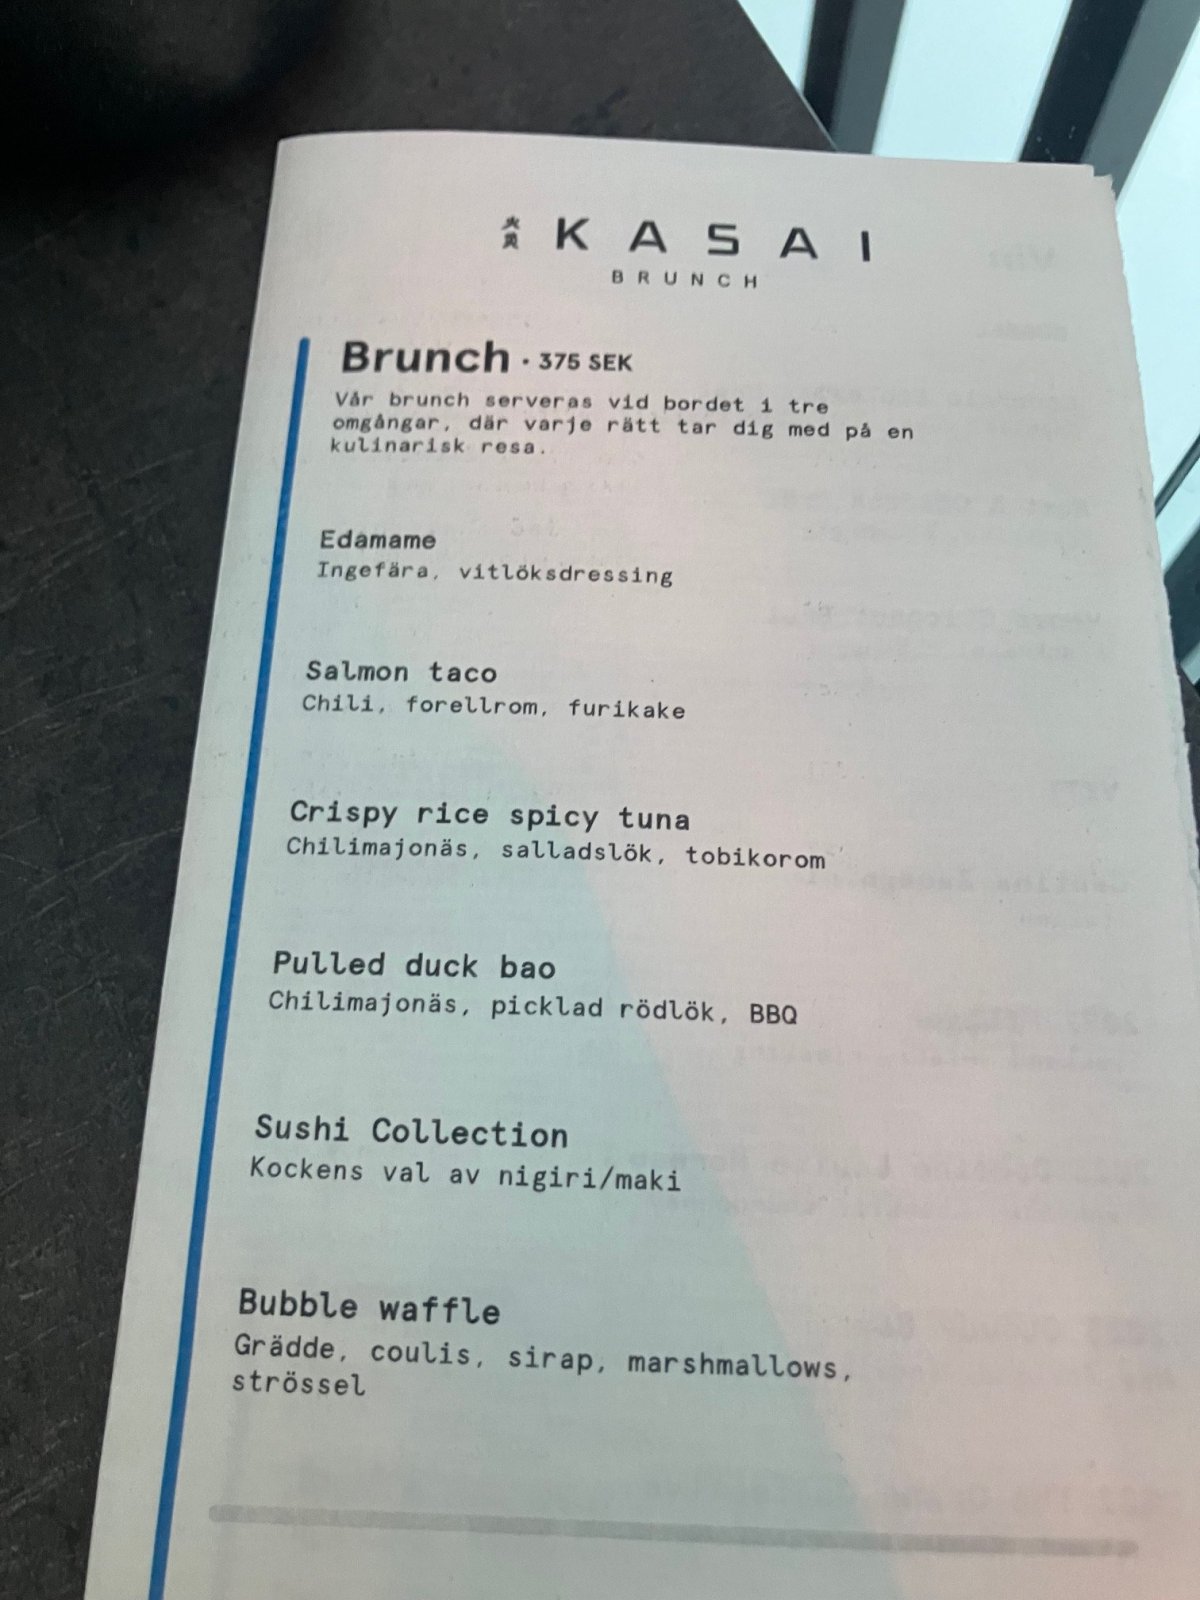 KASAI
BRUNCH
Brunch · 375 SEK
Vår brunch serveras vid bordet i tre
omgångar, där varje rätt tar dig med på en
kulinarisk resa.
Edamame
Ingefära, vitlöksdressing
Salmon taco
Chili, forellrom, furikake
Crispy rice spicy tuna
Chilimajonäs, salladslök, tobikorom
Pulled duck bao
Chilimajonäs, picklad rödlök, BBQ
Sushi Collection
Kockens val av nigiri/maki
Bubble waffle
Grädde, coulis, sirap, marshmallows,
strössel